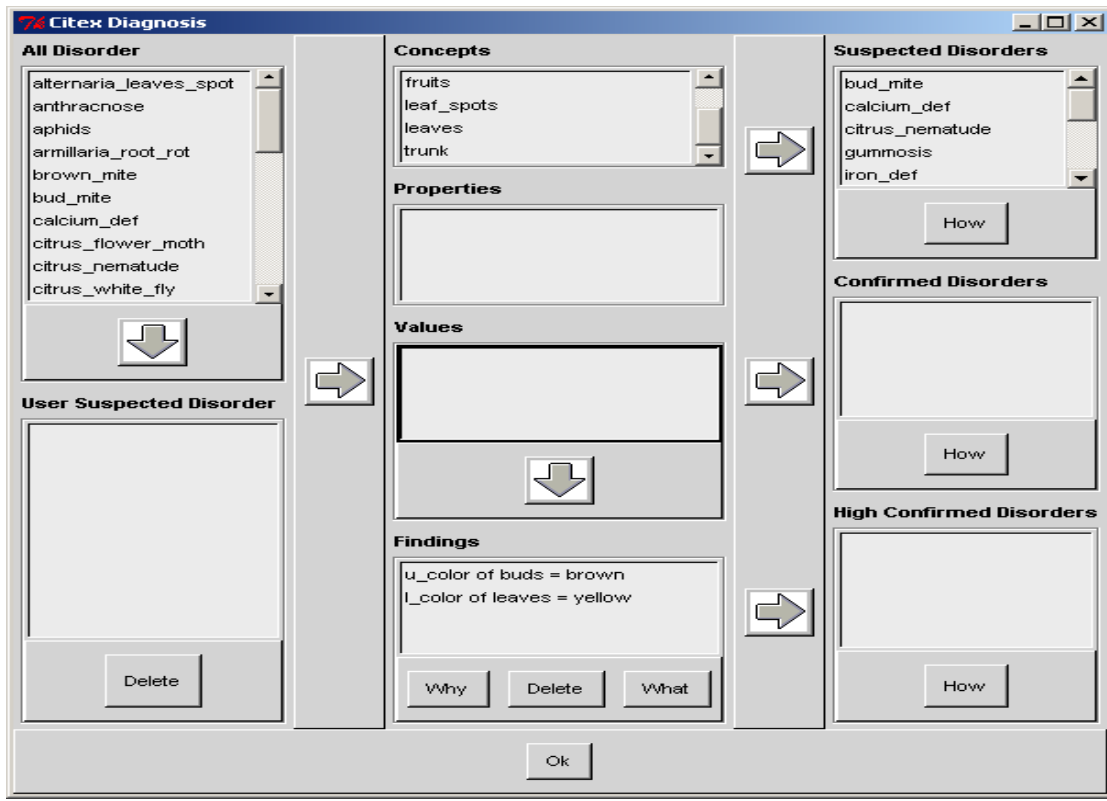 Citex Diagnosis
All Disorder
alternaria_leaves_spot
anthracnose
aphids
armillaria_root_rot
brown_mite
bud_mite
calcium_def
citrus_flower_moth
citrus_nematude
citrus_white_fly
User Suspected Disorder
Delete
Concepts
fruits
leaf_spots
leaves
trunk
Properties
Values
Findings
u_color of buds = brown
l_color of leaves = yellow
Why Delete What
Suspected Disorders
bud_mite
calcium_def
citrus_nematude
gummosis
iron_def
How
Confirmed Disorders
How
High Confirmed Disorders
How
Ok